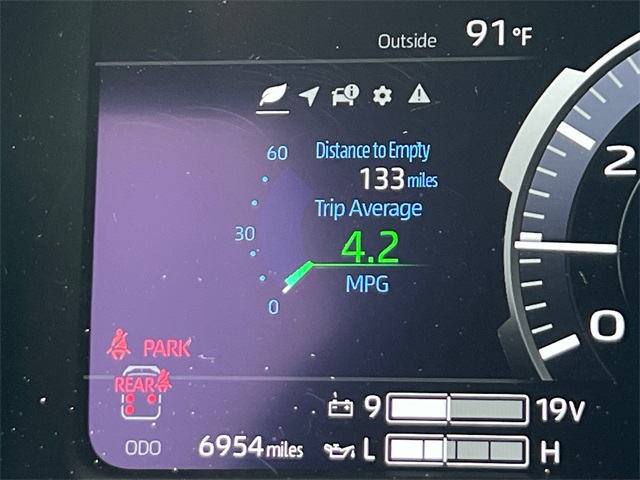 Outside 91°F
60 Distance to Empty
133 miles
Trip Average
30 4.2
MPG
0
2
0
PARK
REAR
9 19V
ODO 6954 miles L H